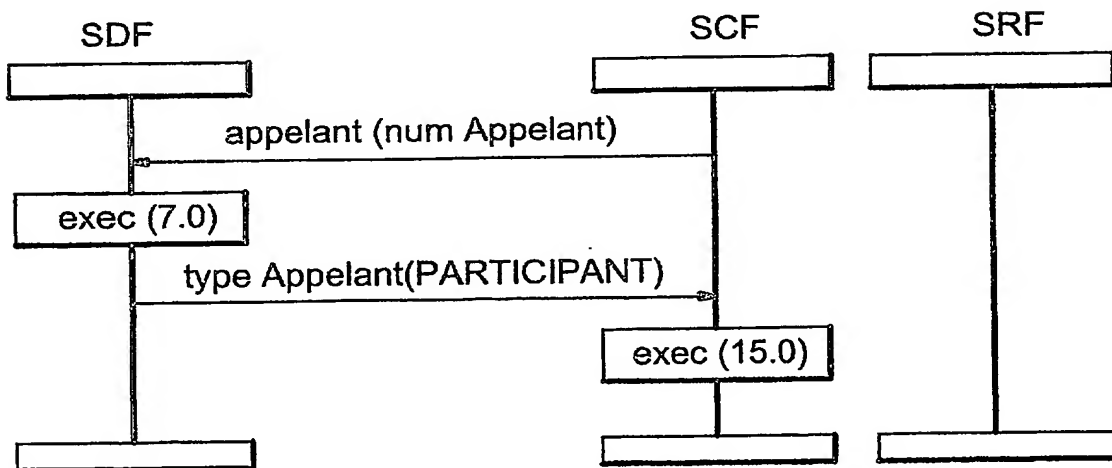 SDF
SCF
SRF
appelant (num Appelant)
exec (7.0)
type Appelant(PARTICIPANT)
exec (15.0)